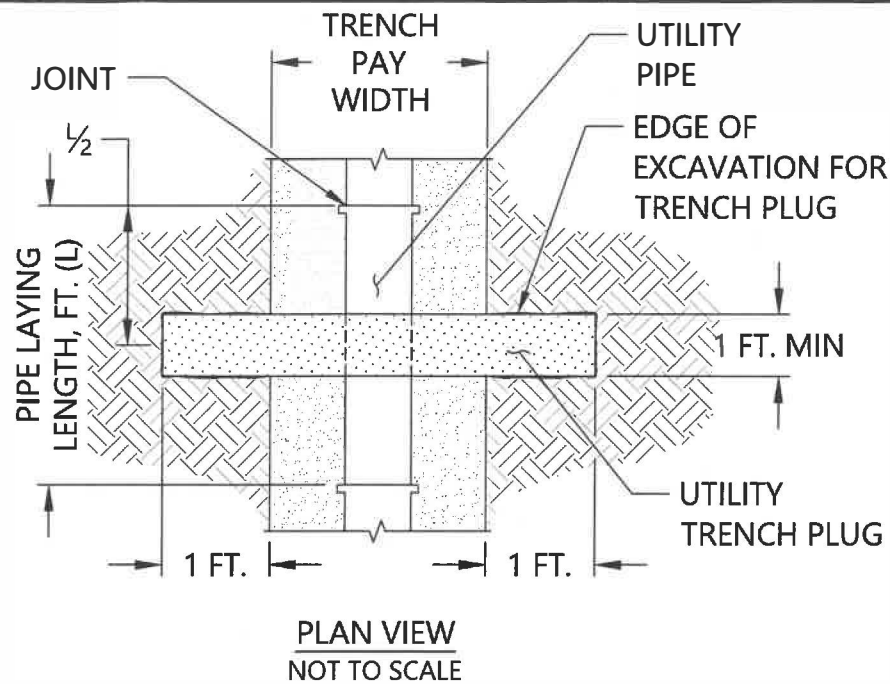 TRENCH
PAY
WIDTH
UTILITY
PIPE
JOINT
L/2
EDGE OF
EXCAVATION FOR
TRENCH PLUG
PIPE LAYING
LENGTH, FT. (L)
1 FT. MIN
UTILITY
TRENCH PLUG
1 FT.
1 FT.
PLAN VIEW
NOT TO SCALE